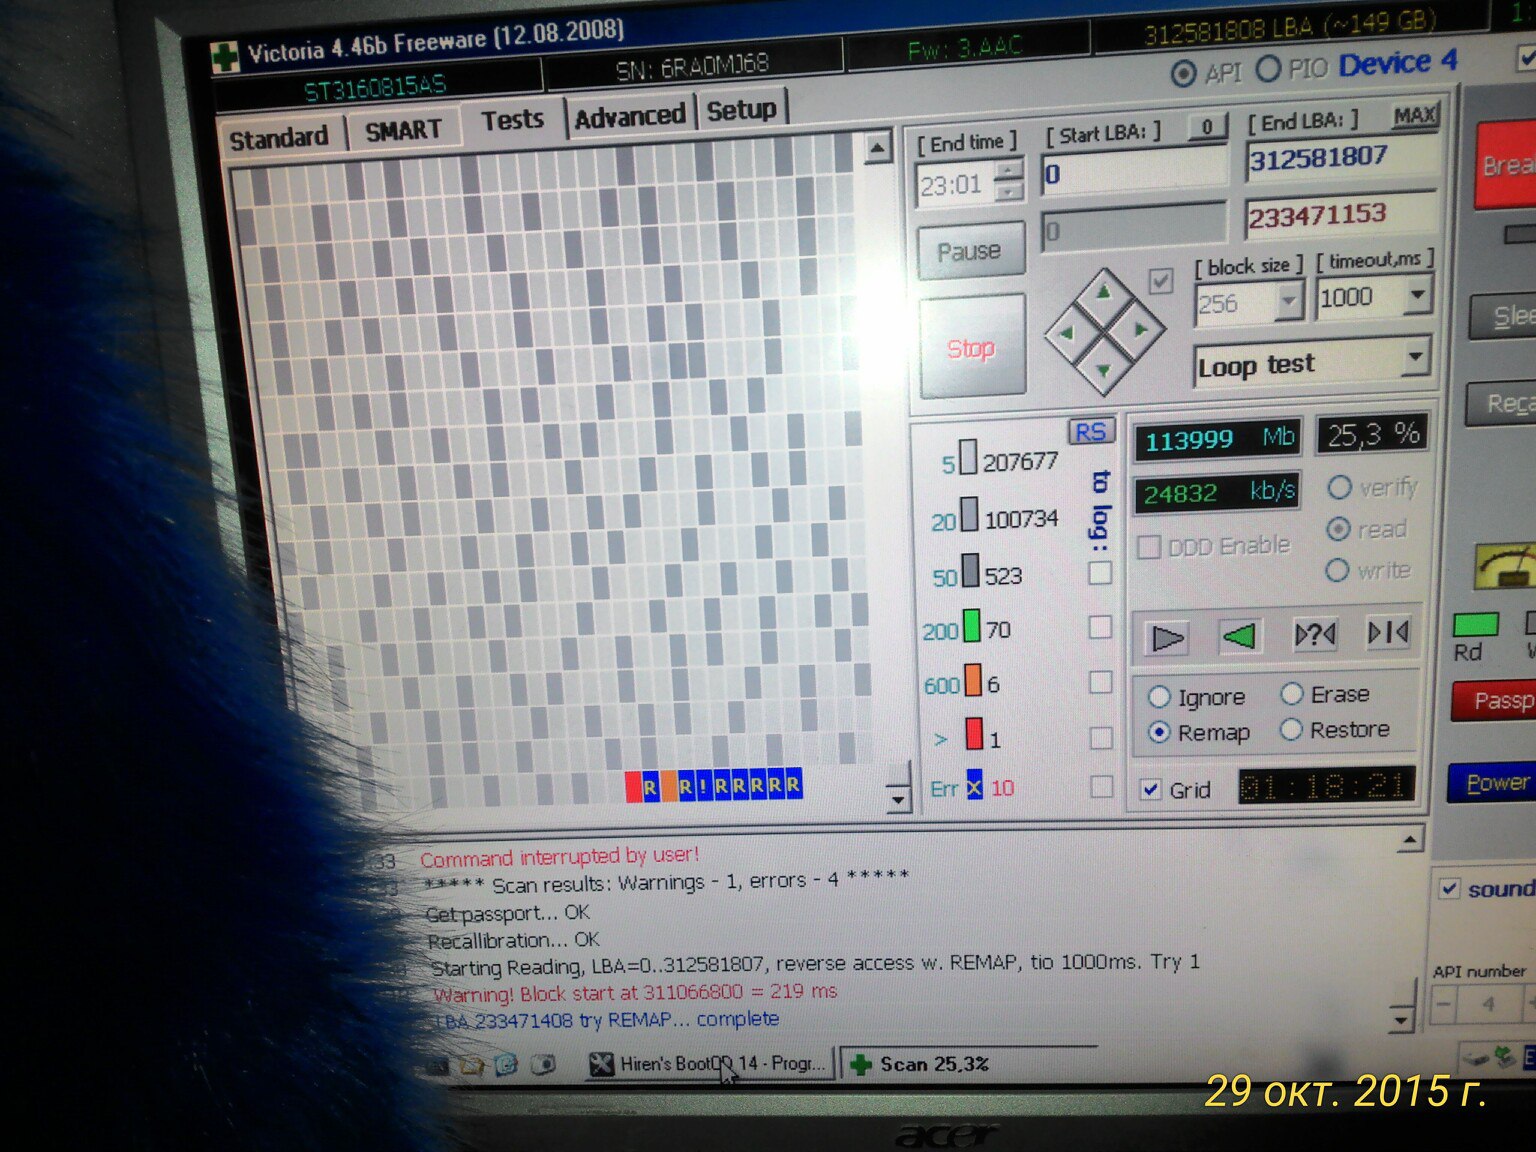 Victoria 4.46b Freeware (12.08.2008)
ST3160815AS
SN: 6RA0MJ68
Fw: 3.AAC
312581808 LBA (~149 GB)
API PIO Device 4
Standard SMART Tests Advanced Setup
[ End time ]
23:01
[ Start LBA: ] 0
0
0
[ End LBA: ] MAX
312581807
233471153
Pause
Stop
[ block size ]
256
[ timeout,ms ]
1000
Loop test
RS
to log:
5 207677
20 100734
50 523
200 70
600 6
> 1
Err x 10
113999 Mb
25,3 %
24832 kb/s
verify
read
write
DDD Enable
Ignore Erase
Remap Restore
Grid 01:18:21
R R ! R R R R R
Rd
Power
sound
API number
4
Command interrupted by user!
***** Scan results: Warnings - 1, errors - 4 *****
Get passport... OK
Recallibration... OK
Starting Reading, LBA=0..312581807, reverse access w. REMAP, tio 1000ms. Try 1
Warning! Block start at 311066800 = 219 ms
LBA 233471408 try REMAP... complete
Hiren's BootCD 14 - Progr...
Scan 25,3%
29 окт. 2015 г.
acer